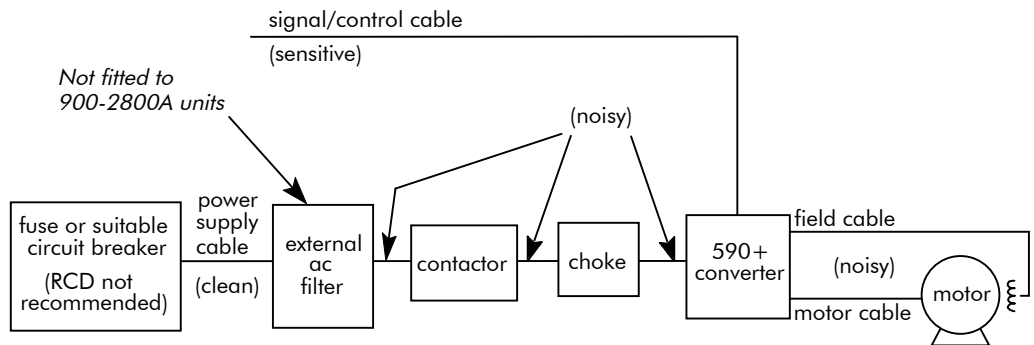 signal/control cable
(sensitive)
Not fitted to
900-2800A units
(noisy)
fuse or suitable
circuit breaker
(RCD not
recommended)
power
supply
cable
(clean)
external
ac
filter
contactor
choke
590+
converter
field cable
(noisy)
motor cable
motor